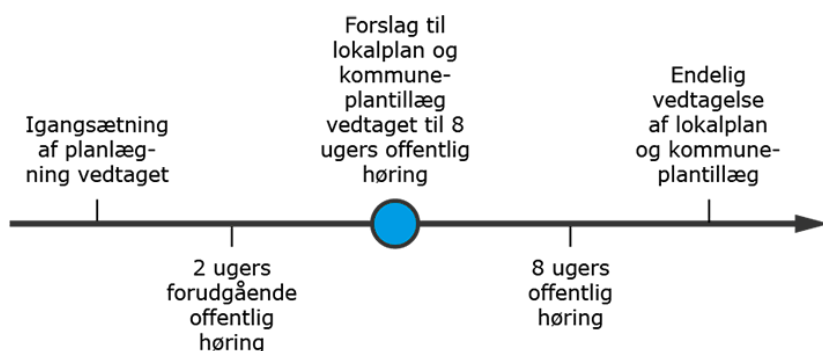 Igangsætning
af planlæg-
ning vedtaget
2 ugers
forudgående
offentlig
høring
Forslag til
lokalplan og
kommune-
plantillæg
vedtaget til 8
ugers offentlig
høring
8 ugers
offentlig
høring
Endelig
vedtagelse
af lokalplan
og kommune-
plantillæg